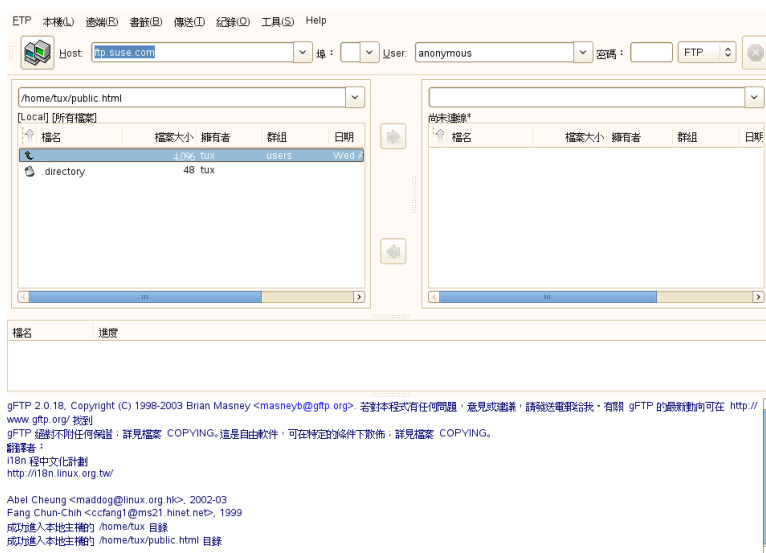 FTP 本機(L) 遠端(R) 書籤(B) 傳送(T) 紀錄(O) 工具(S) Help
Host: ftp.suse.com 埠： User: anonymous 密碼： FTP
/home/tux/public.html
[Local] [所有檔案]
檔名 檔案大小 擁有者 群組 日期
4,096 tux users Wed A
.directory 48 tux
尚未連線*
檔名 檔案大小 擁有者 群組 日期
檔名 進度
gFTP 2.0.18, Copyright (C) 1998-2003 Brian Masney <masneyb@gftp.org>. 若對本程式有任何問題，意見或建議，請發送電郵給我。有關 gFTP 的最新動向可在 http://
www.gftp.org/ 找到
gFTP 絕對不附任何保證；詳見檔案 COPYING。這是自由軟件，可在特定的條件下散佈；詳見檔案 COPYING。
翻譯者：
i18n 程中文化計劃
http://i18n.linux.org.tw/
Abel Cheung <maddog@linux.org.hk>, 2002-03
Fang Chun-Chih <ccfang1@ms21.hinet.net>, 1999
成功進入本地主機的 /home/tux 目錄
成功進入本地主機的 /home/tux/public.html 目錄